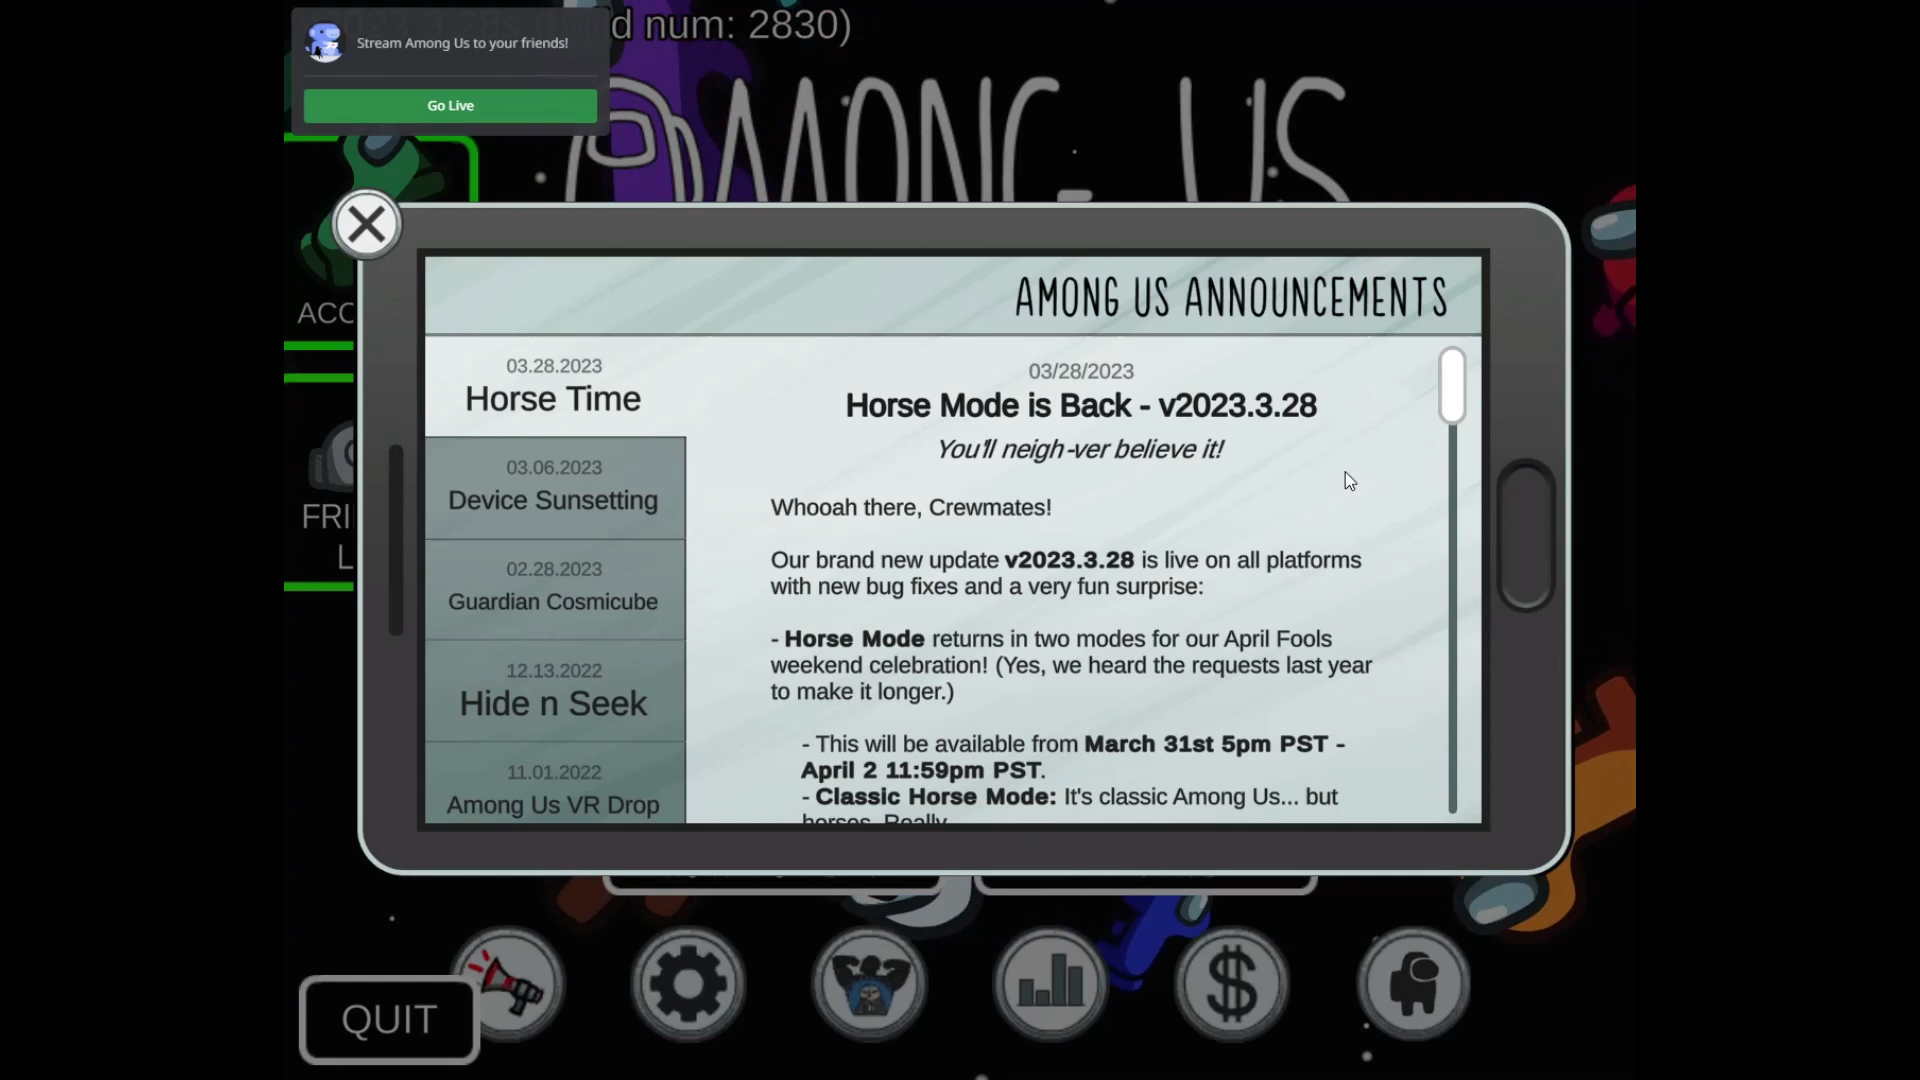 d num: 2830)
Stream Among Us to your friends!
Go Live
AMONG US
ACC
FRI
L
AMONG US ANNOUNCEMENTS
03.28.2023
Horse Time
03.06.2023
Device Sunsetting
02.28.2023
Guardian Cosmicube
12.13.2022
Hide n Seek
11.01.2022
Among Us VR Drop
03/28/2023
Horse Mode is Back - v2023.3.28
You'll neigh-ver believe it!
Whooah there, Crewmates!
Our brand new update v2023.3.28 is live on all platforms
with new bug fixes and a very fun surprise:
- Horse Mode returns in two modes for our April Fools
weekend celebration! (Yes, we heard the requests last year
to make it longer.)
- This will be available from March 31st 5pm PST -
April 2 11:59pm PST.
- Classic Horse Mode: It's classic Among Us... but
horses. Really
QUIT